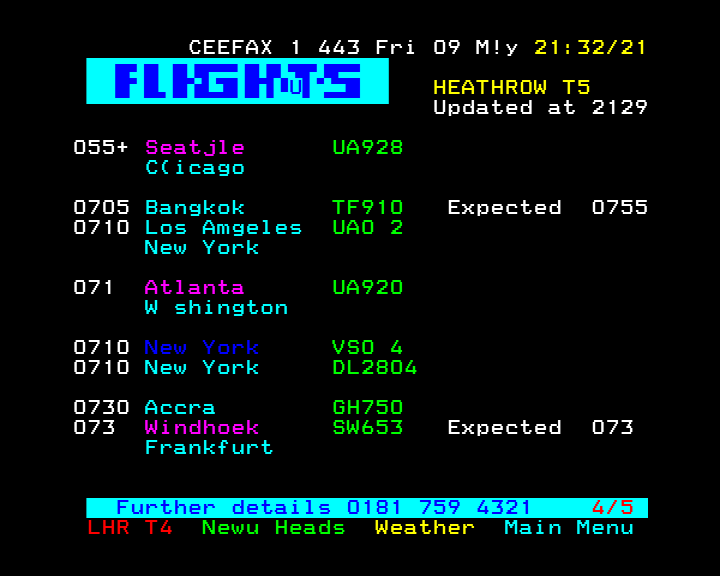 CEEFAX 1 443 Fri 09 M!y 21:32/21
FLIGHTS
U
HEATHROW T5
Updated at 2129
055+ Seatjle UA928
C(icago
0705 Bangkok TF910 Expected 0755
0710 Los Amgeles UA0 2
New York
071 Atlanta UA920
W shington
0710 New York VS0 4
0710 New York DL2804
0730 Accra GH750
073 Windhoek SW653 Expected 073
Frankfurt
Further details 0181 759 4321 4/5
LHR T4 Newu Heads Weather Main Menu